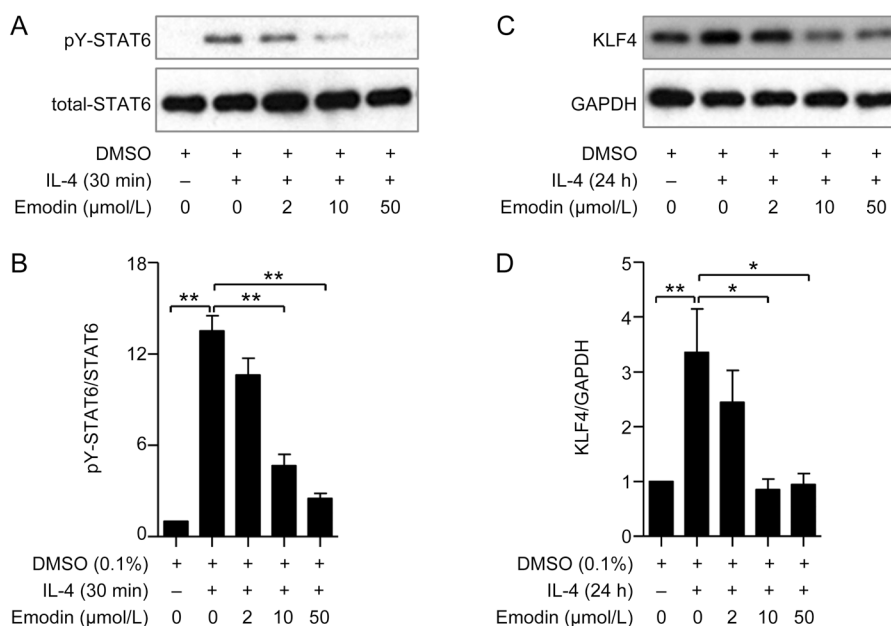 A
pY-STAT6
total-STAT6
DMSO + + + + +
IL-4 (30 min) – + + + +
Emodin (μmol/L) 0 0 2 10 50
C
KLF4
GAPDH
DMSO + + + + +
IL-4 (24 h) – + + + +
Emodin (μmol/L) 0 0 2 10 50
B
pY-STAT6/STAT6
18
12
6
0
**
** **
DMSO (0.1%) + + + + +
IL-4 (30 min) – + + + +
Emodin (μmol/L) 0 0 2 10 50
D
KLF4/GAPDH
5
4
3
2
1
0
*
** *
DMSO (0.1%) + + + + +
IL-4 (24 h) – + + + +
Emodin (μmol/L) 0 0 2 10 50